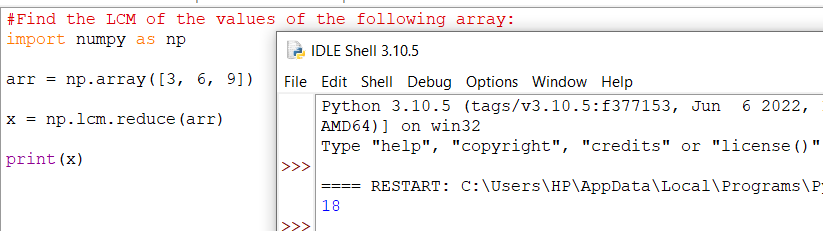 #Find the LCM of the values of the following array:
import numpy as np
arr = np.array([3, 6, 9])
x = np.lcm.reduce(arr)
print(x)
IDLE Shell 3.10.5
File Edit Shell Debug Options Window Help
Python 3.10.5 (tags/v3.10.5:f377153, Jun 6 2022,
AMD64)] on win32
Type "help", "copyright", "credits" or "license()"
>>>
==== RESTART: C:\Users\HP\AppData\Local\Programs\Py
18
>>>